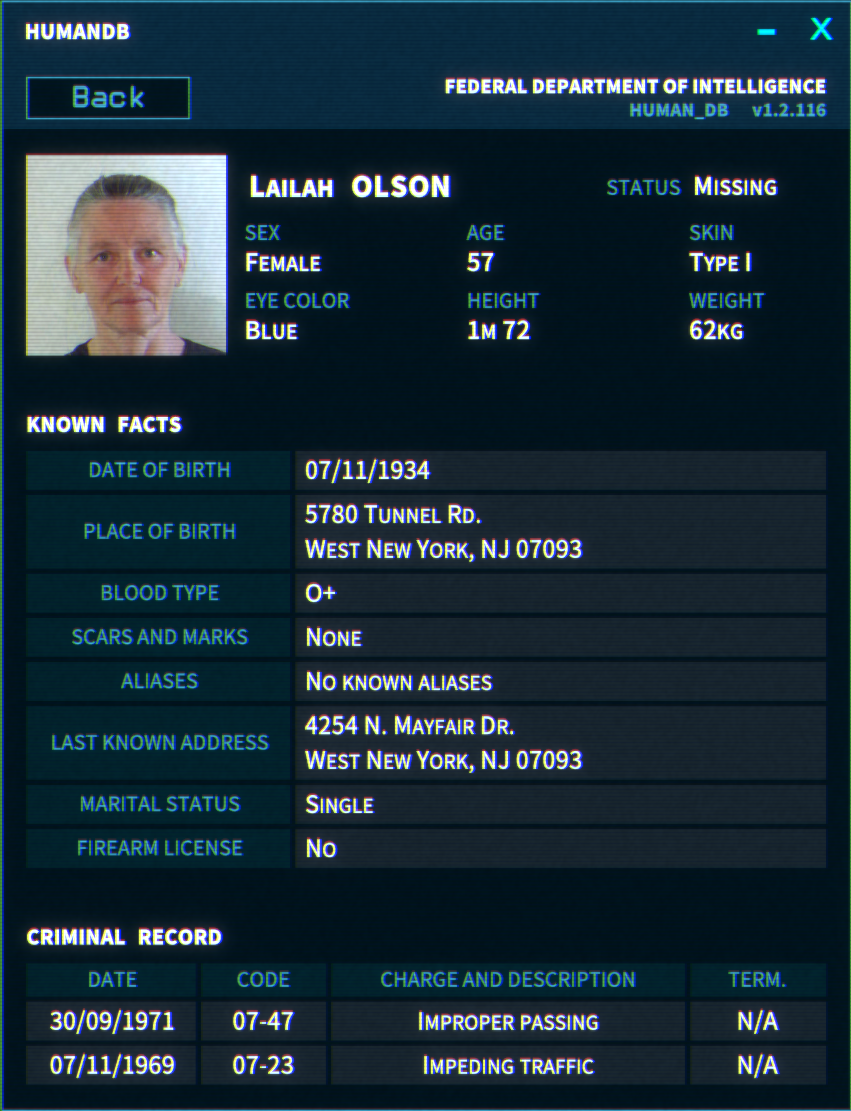 HUMANDB
– X
Back
FEDERAL DEPARTMENT OF INTELLIGENCE
HUMAN_DB v1.2.116
Lailah OLSON
STATUS Missing
SEX AGE SKIN
Female 57 Type I
EYE COLOR HEIGHT WEIGHT
Blue 1m 72 62kg
KNOWN FACTS
DATE OF BIRTH 07/11/1934
PLACE OF BIRTH 5780 Tunnel Rd.
West New York, NJ 07093
BLOOD TYPE O+
SCARS AND MARKS None
ALIASES No known aliases
LAST KNOWN ADDRESS 4254 N. Mayfair Dr.
West New York, NJ 07093
MARITAL STATUS Single
FIREARM LICENSE No
CRIMINAL RECORD
DATE CODE CHARGE AND DESCRIPTION TERM.
30/09/1971 07-47 Improper passing N/A
07/11/1969 07-23 Impeding traffic N/A